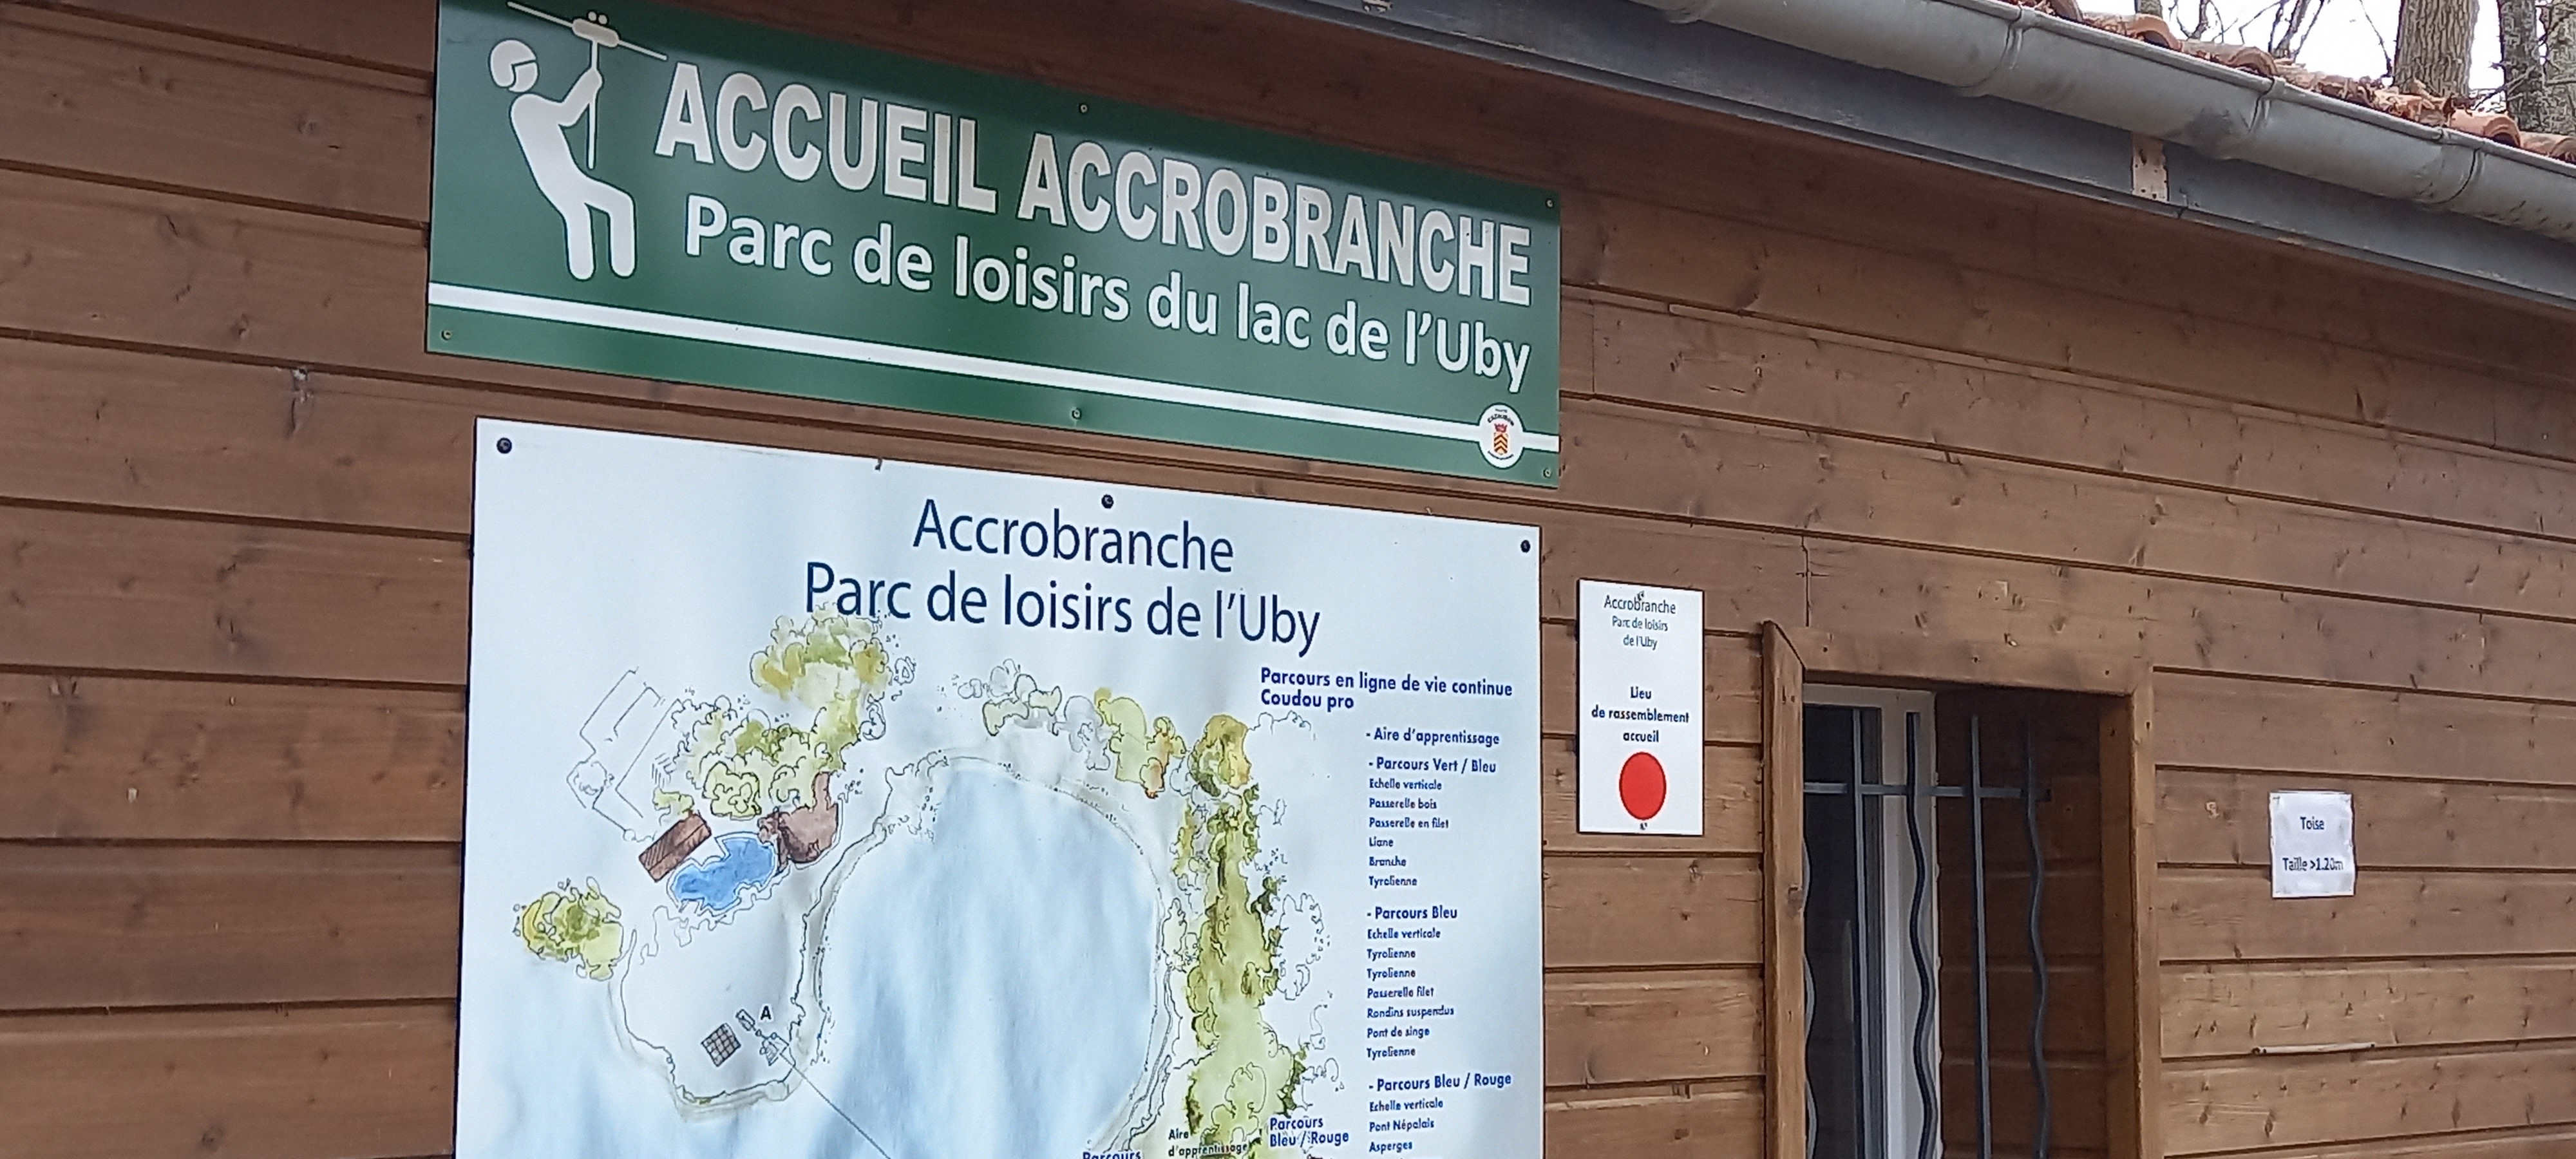 ACCUEIL ACCROBRANCHE
Parc de loisirs du lac de l'Uby
Accrobranche
Parc de loisirs de l'Uby
Parcours en ligne de vie continue
Coudou pro
- Aire d'apprentissage
- Parcours Vert / Bleu
Echelle verticale
Passerelle bois
Passerelle en filet
Liane
Branche
Tyrolienne
- Parcours Bleu
Echelle verticale
Tyrolienne
Tyrolienne
Passerelle filet
Rondins suspendus
Pont de singe
Tyrolienne
- Parcours Bleu / Rouge
Echelle verticale
Pont Népalais
Asperges
A
Aire
d'apprentissage
Parcours
Bleu / Rouge
Parcours
Accrobranche
Parc de loisirs
de l'Uby
Lieu
de rassemblement
accueil
Toise
Taille >1.20m